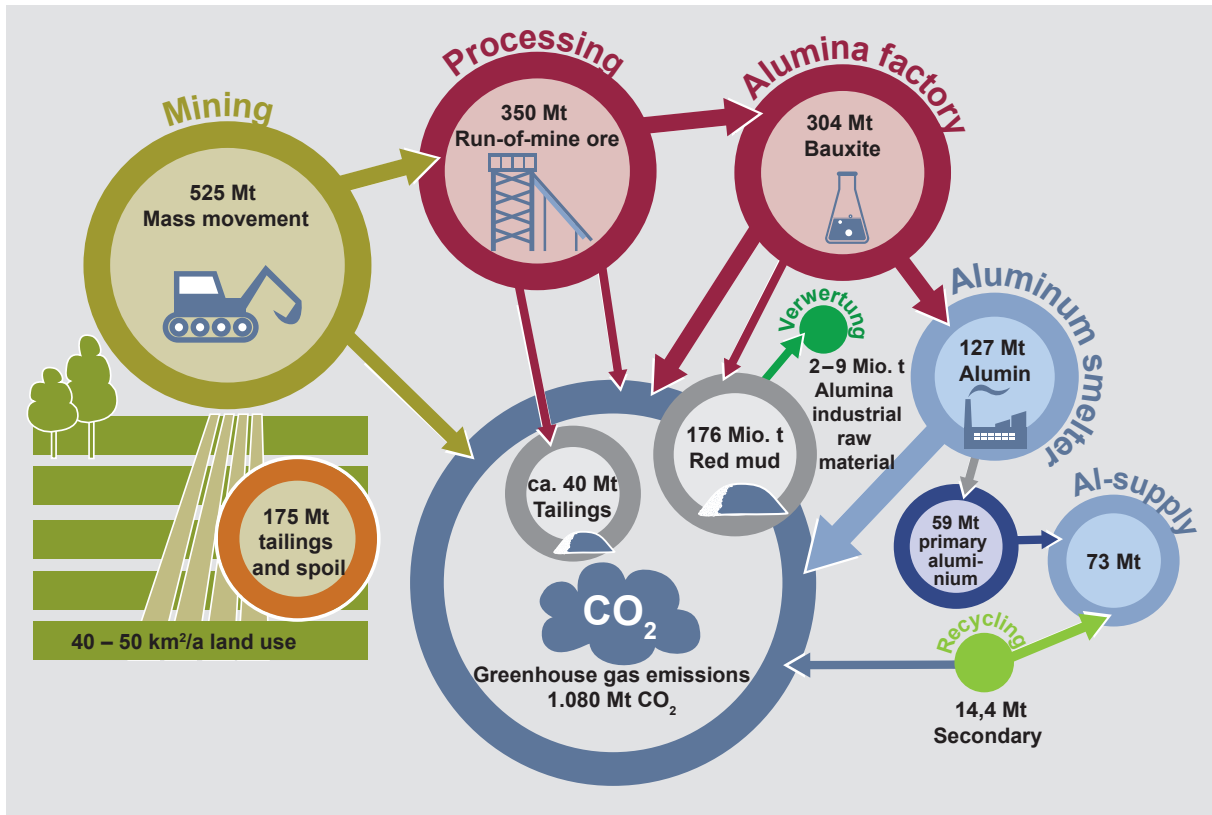 Mining
525 Mt
Mass movement
Processing
350 Mt
Run-of-mine ore
Alumina factory
304 Mt
Bauxite
Aluminum smelter
127 Mt
Alumin
Verwertung
2–9 Mio. t
Alumina
industrial
raw
material
176 Mio. t
Red mud
ca. 40 Mt
Tailings
175 Mt
tailings
and spoil
40 – 50 km²/a land use
CO₂
Greenhouse gas emissions
1.080 Mt CO₂
59 Mt
primary
alumi-
nium
Al-supply
73 Mt
Recycling
14,4 Mt
Secondary